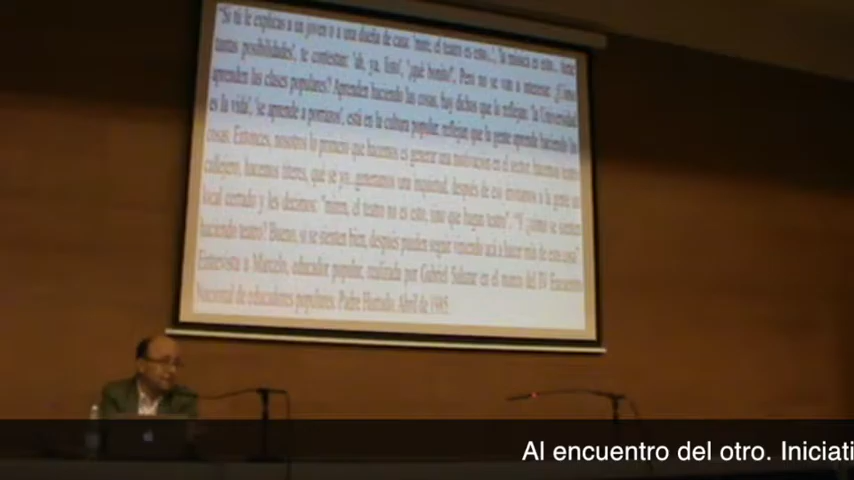 "Si tú le explicas a un joven o a una dueña de casa: 'mire, el teatro es esto...', 'la música es esto... tiene
tantas posibilidades', te contestan: 'ah, ya, listo', '¡qué bonito!'. Pero no se van a interesar. ¿Cómo
aprenden las clases populares? Aprenden haciendo las cosas, hay dichos que lo reflejan: 'la Universidad
es la vida', 'se aprende a porrazos', está en la cultura popular, reflejan que la gente aprende haciendo las
cosas. Entonces, nosotros lo primero que hacemos es generar una motivación en el sector: hacemos teatro
callejero, hacemos títeres, qué se yo...generamos una inquietud, después de eso invitamos a la gente a un
local cerrado y les decimos: "miren, el teatro no es esto, sino que hagan teatro". "Y ¿cómo se sienten
haciendo teatro? Bueno, si se sienten bien, después pueden seguir viniendo acá a hacer más de esta cosa"
Entrevista a Marcelo, educador popular, realizada por Gabriel Salazar en el marco del IV Encuentro
Nacional de educadores populares. Padre Hurtado: Abril de 1985.
Al encuentro del otro. Iniciati